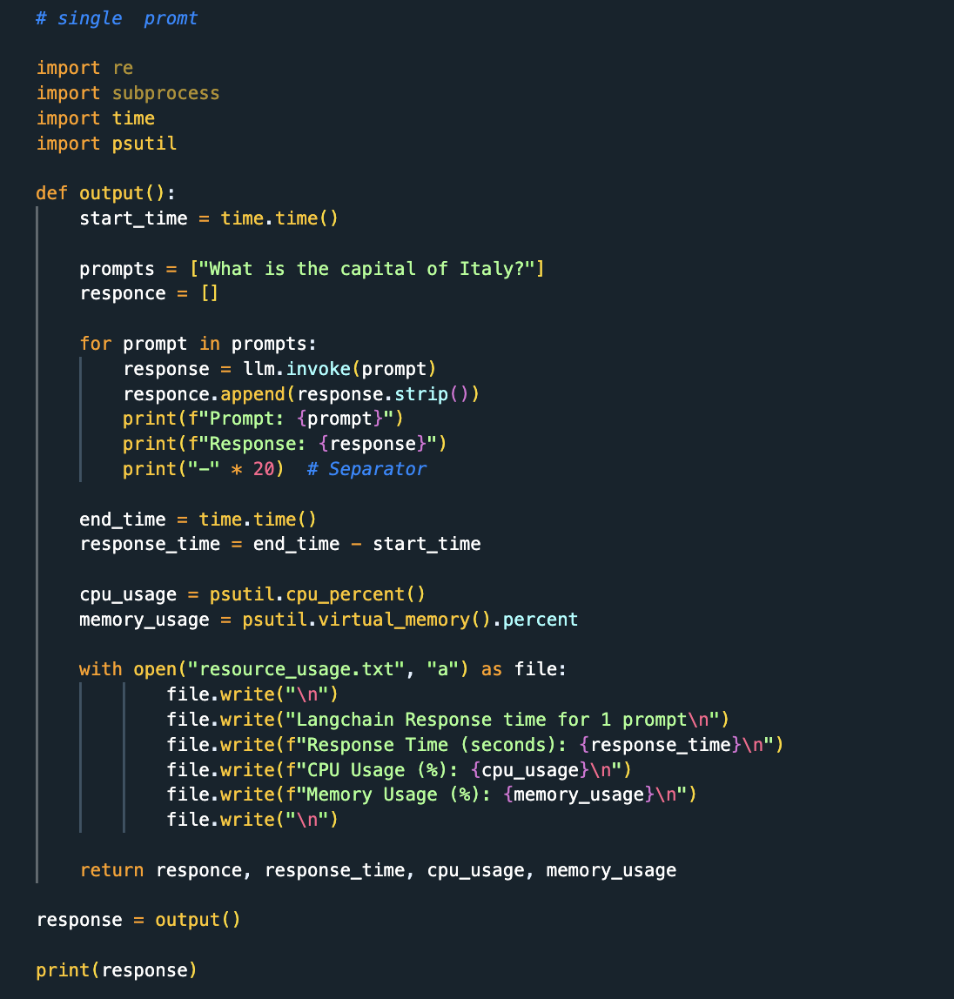 # single  promt

import re
import subprocess
import time
import psutil

def output():
    start_time = time.time()

    prompts = ["What is the capital of Italy?"]
    responce = []

    for prompt in prompts:
        response = llm.invoke(prompt)
        responce.append(response.strip())
        print(f"Prompt: {prompt}")
        print(f"Response: {response}")
        print("-" * 20)  # Separator

    end_time = time.time()
    response_time = end_time - start_time

    cpu_usage = psutil.cpu_percent()
    memory_usage = psutil.virtual_memory().percent

    with open("resource_usage.txt", "a") as file:
            file.write("\n")
            file.write("Langchain Response time for 1 prompt\n")
            file.write(f"Response Time (seconds): {response_time}\n")
            file.write(f"CPU Usage (%): {cpu_usage}\n")
            file.write(f"Memory Usage (%): {memory_usage}\n")
            file.write("\n")

    return responce, response_time, cpu_usage, memory_usage

response = output()

print(response)